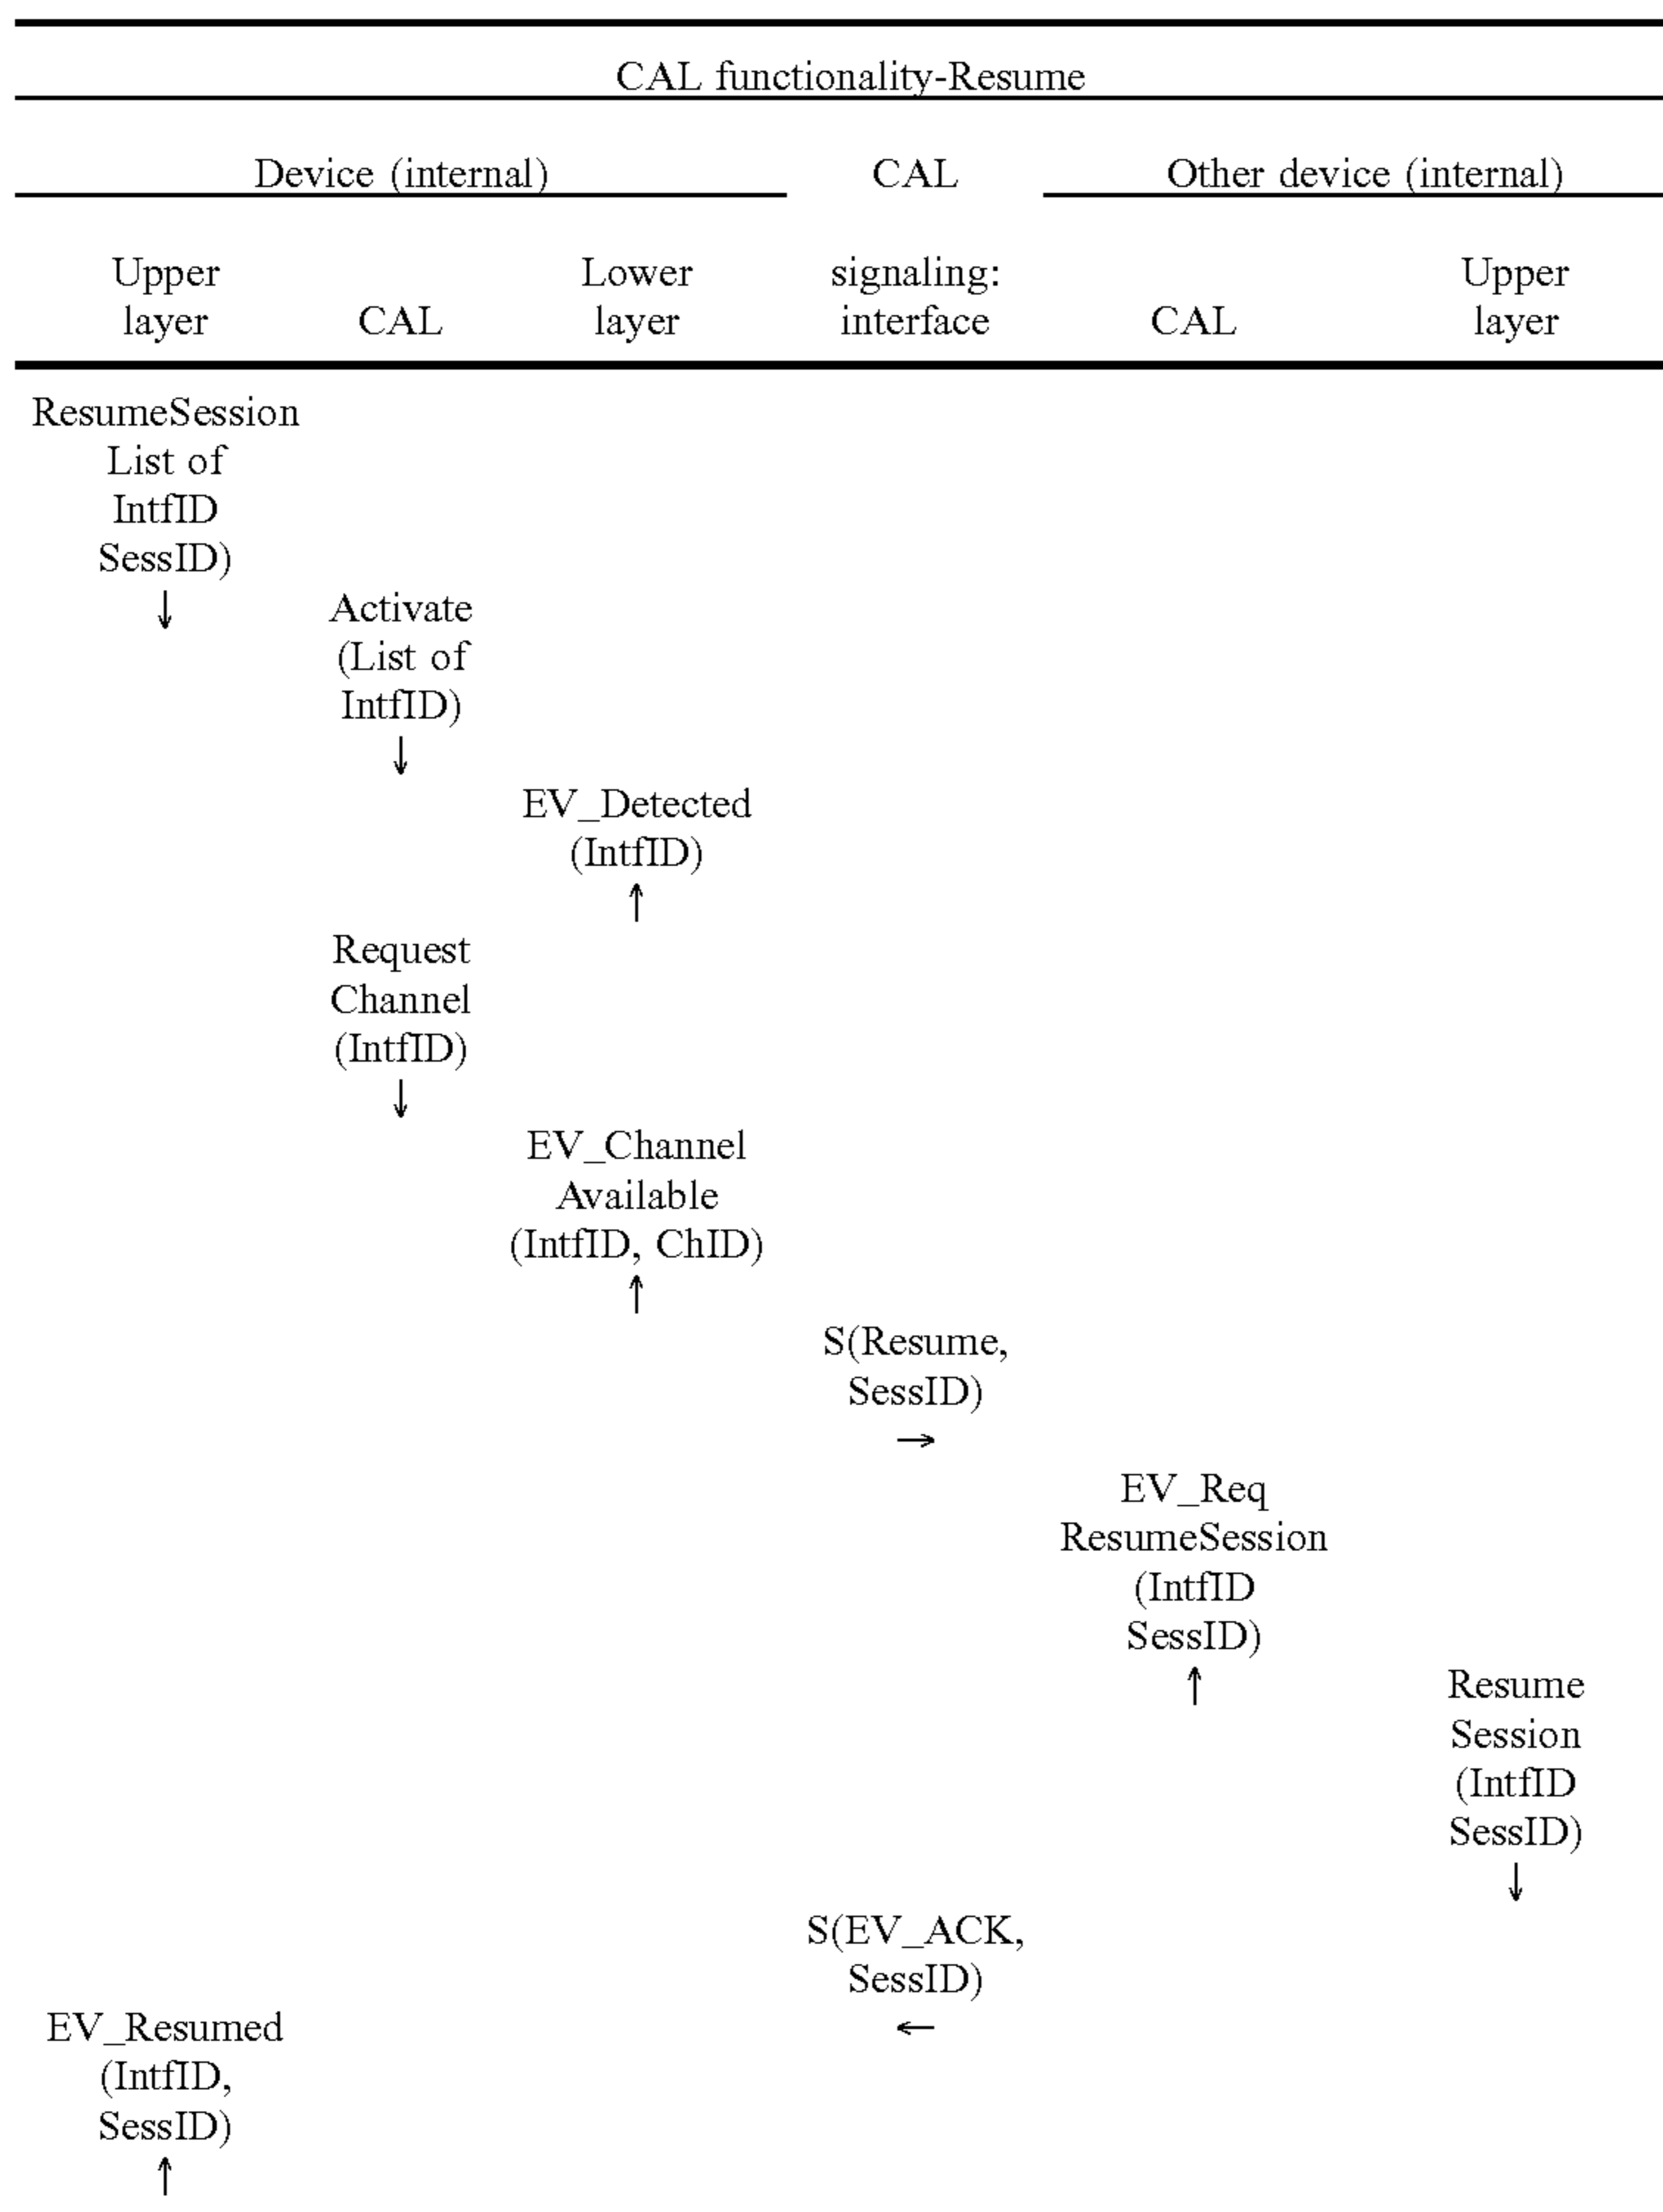 CAL functionality-Resume
Device (internal) CAL Other device (internal)
Upper Lower signaling: Upper
layer CAL layer interface CAL layer
ResumeSession
List of
IntfID
SessID)
↓ Activate
(List of
IntfID)
↓
EV_Detected
(IntfID)
↑
Request
Channel
(IntfID)
↓
EV_Channel
Available
(IntfID, ChID)
↑
S(Resume,
SessID)
→
EV_Req
ResumeSession
(IntfID
SessID)
↑ Resume
Session
(IntfID
SessID)
↓
S(EV_ACK,
SessID)
EV_Resumed ←
(IntfID,
SessID)
↑